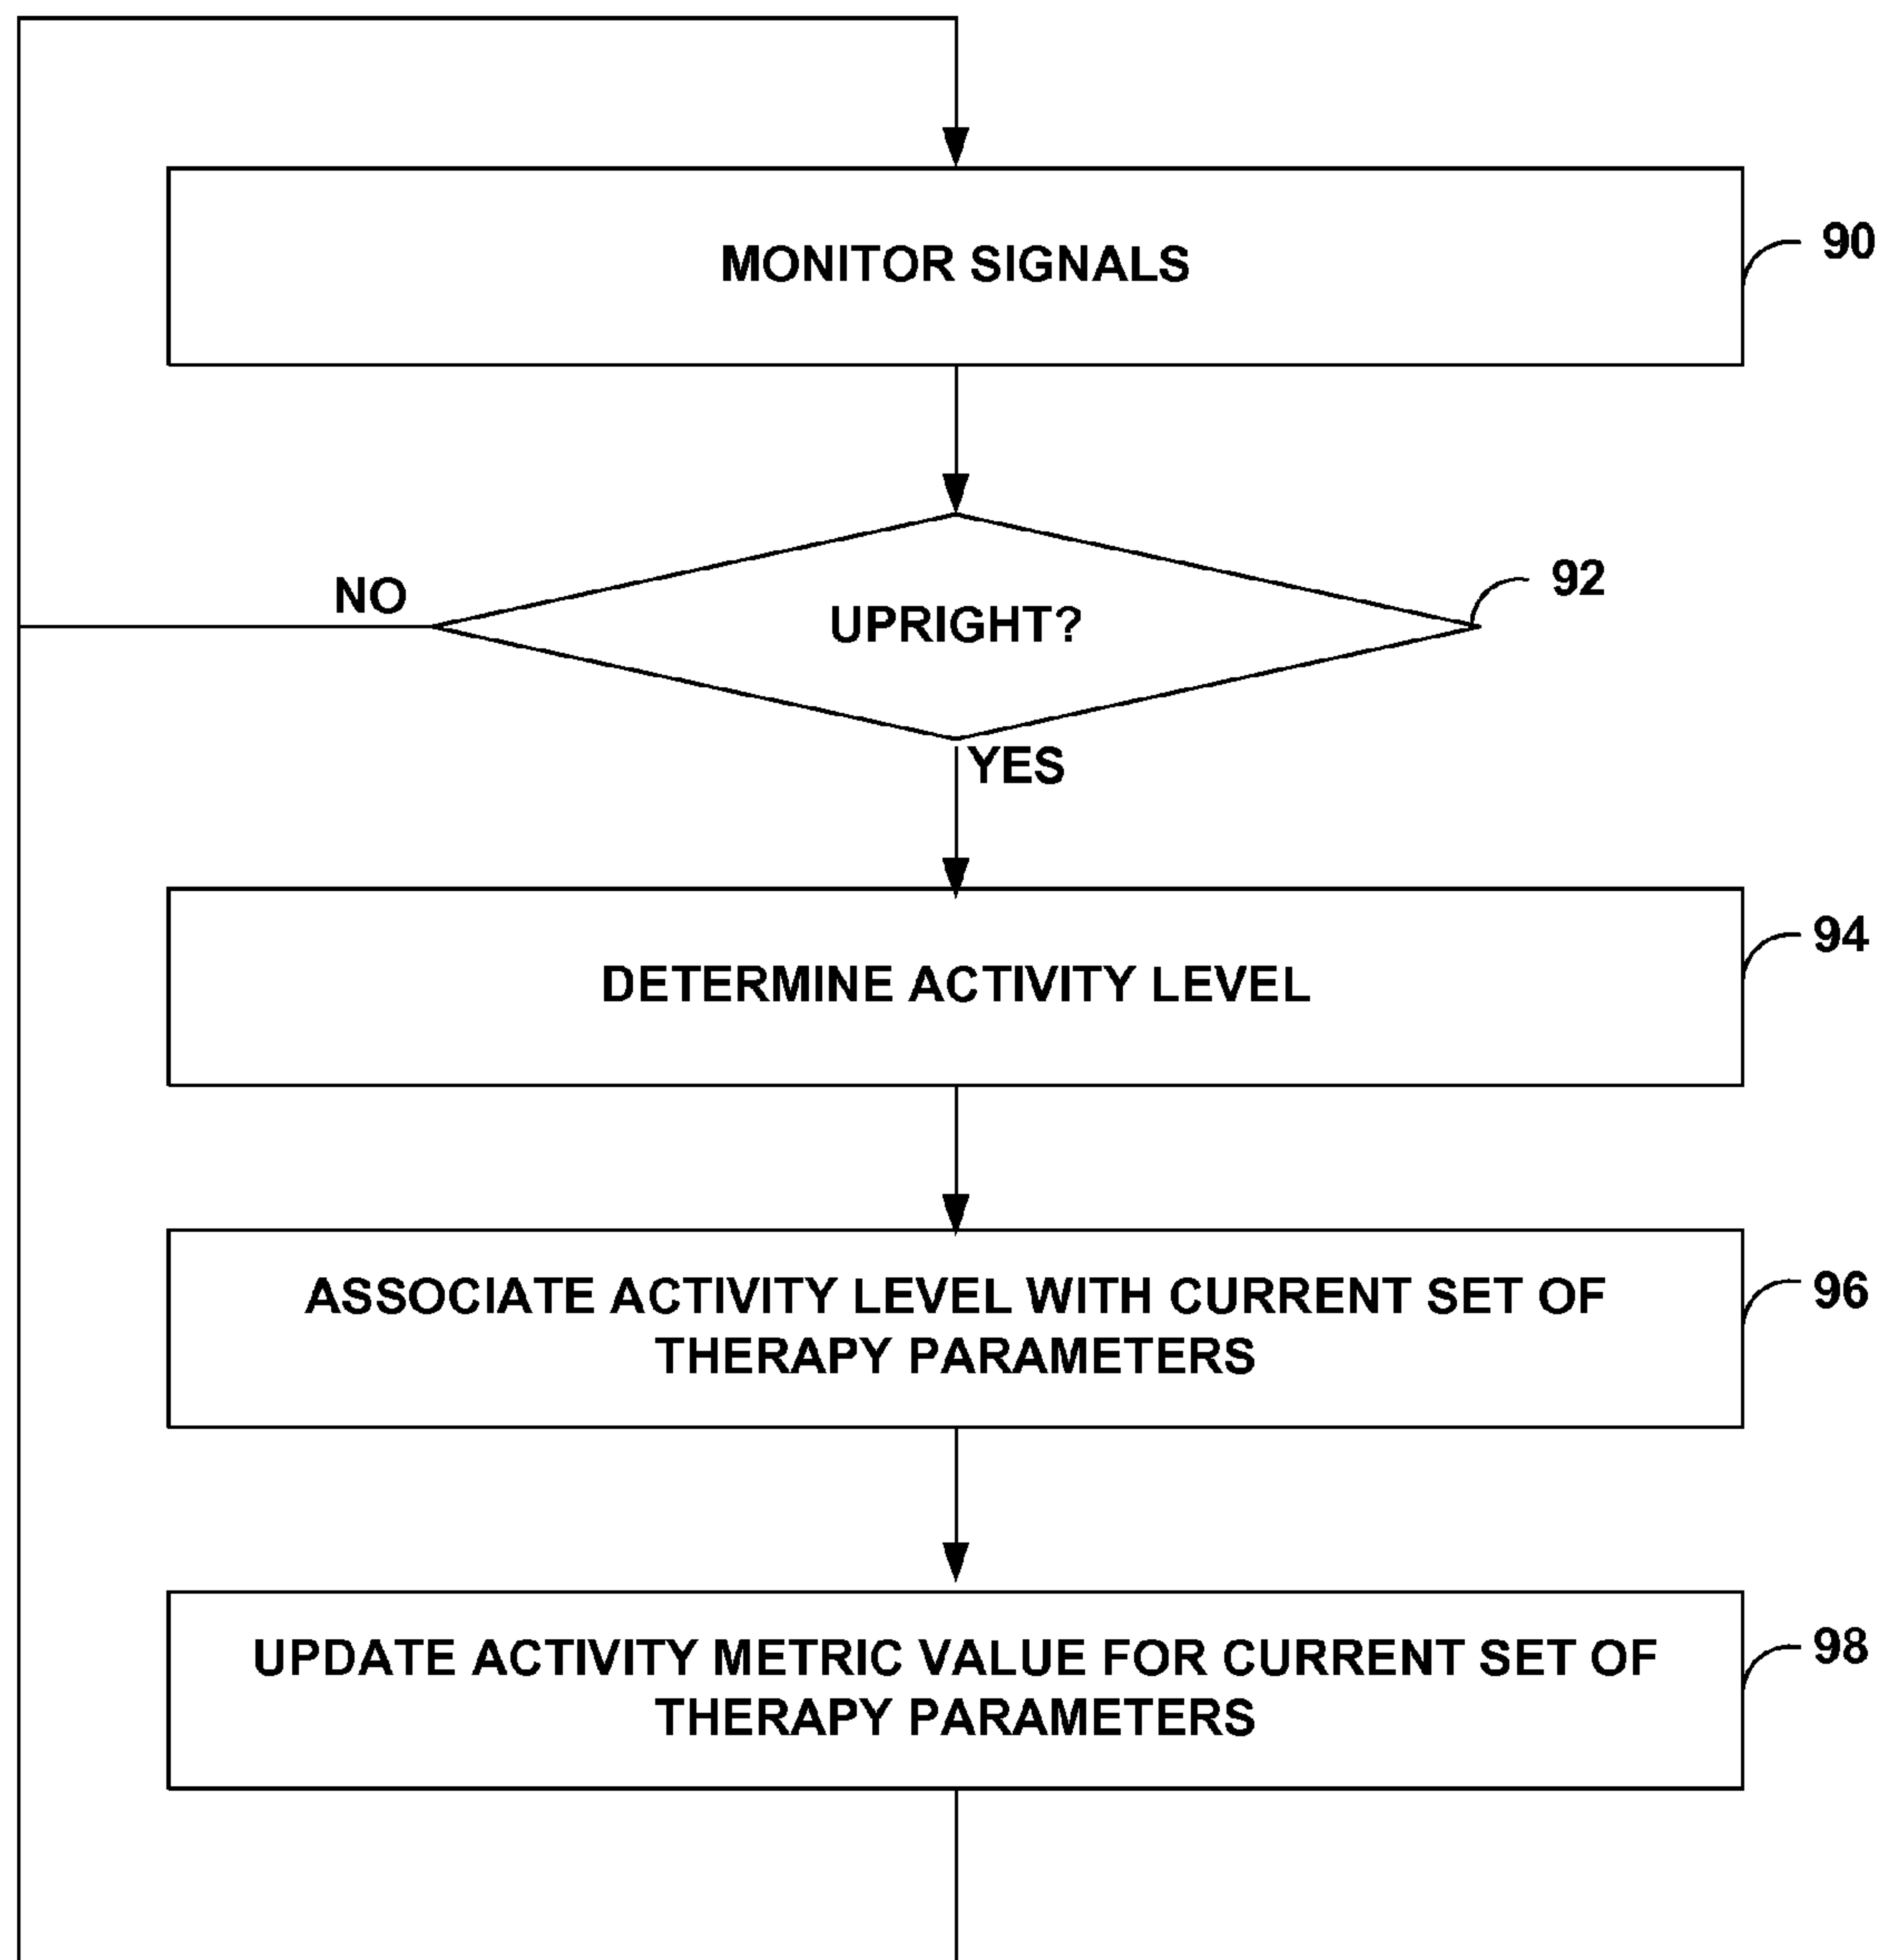 MONITOR SIGNALS
90
UPRIGHT?
92
NO
YES
DETERMINE ACTIVITY LEVEL
94
ASSOCIATE ACTIVITY LEVEL WITH CURRENT SET OF
THERAPY PARAMETERS
96
UPDATE ACTIVITY METRIC VALUE FOR CURRENT SET OF
THERAPY PARAMETERS
98